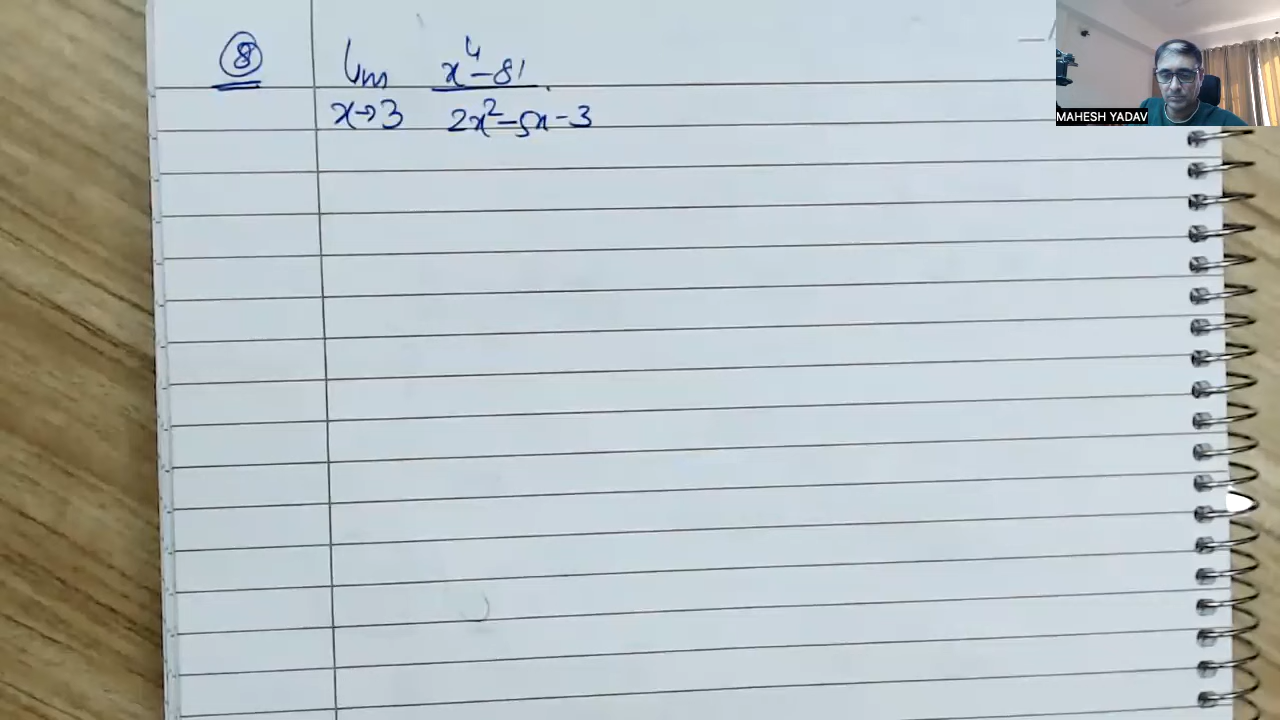 ⑧ lim x⁴-81
x→3 2x²-5x-3
MAHESH YADAV